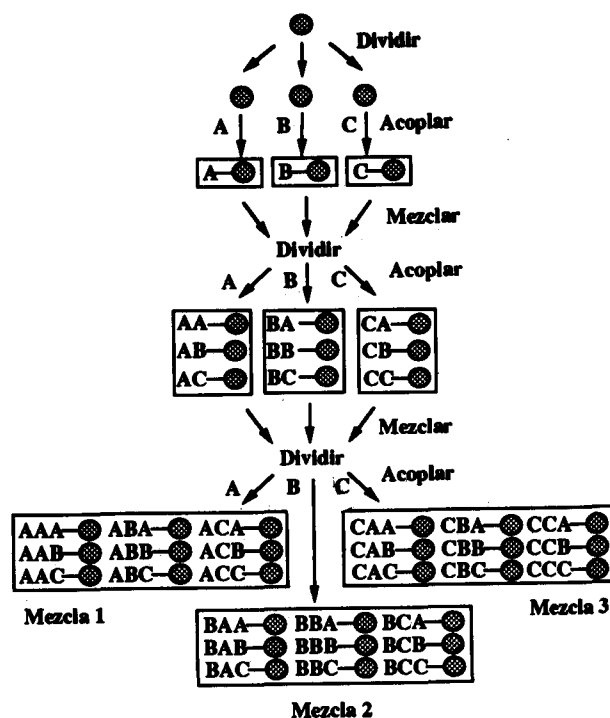 Dividir
A B C Acoplar
A B C
Mezclar
Dividir
A B C Acoplar
AA BA CA
AB BB CB
AC BC CC
Mezclar
Dividir
A B C Acoplar
AAA ABA ACA CAA CBA CCA
AAB ABB ACB CAB CBB CCB
AAC ABC ACC CAC CBC CCC
Mezcla 1 Mezcla 3
BAA BBA BCA
BAB BBB BCB
BAC BBC BCC
Mezcla 2